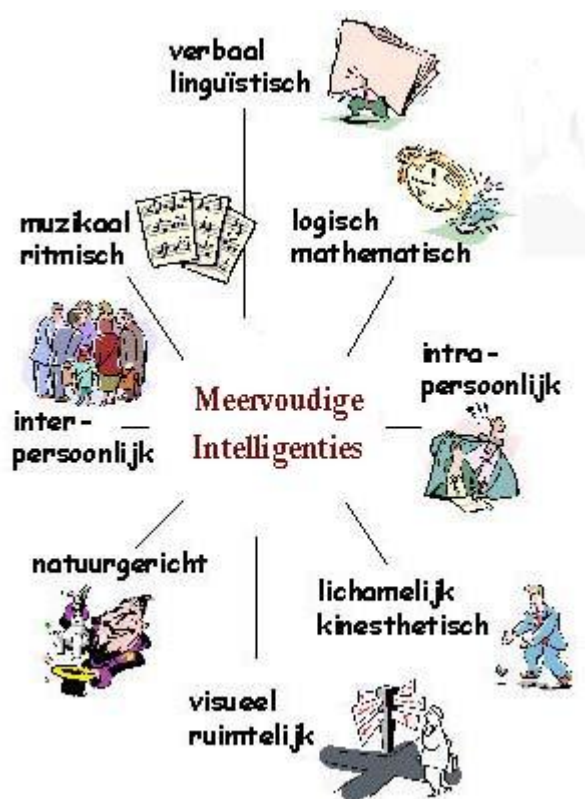 verbaal
linguïstisch
muzikaal
ritmisch
logisch
mathematisch
Meervoudige
Intelligenties
intra-
persoonlijk
inter-
persoonlijk
natuurgericht
lichamelijk
kinesthetisch
visueel
ruimtelijk